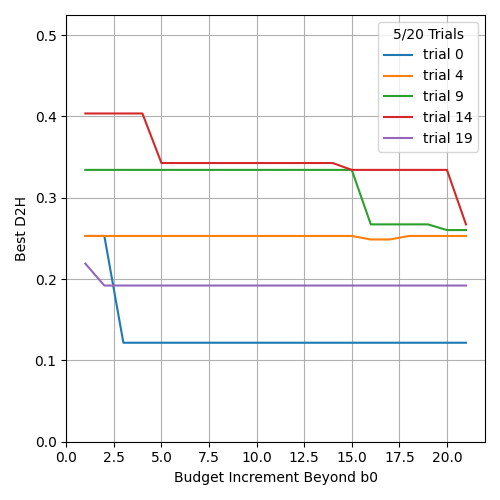 5/20 Trials
trial 0
trial 4
trial 9
trial 14
trial 19
Best D2H
0.5
0.4
0.3
0.2
0.1
0.0
0.0 2.5 5.0 7.5 10.0 12.5 15.0 17.5 20.0
Budget Increment Beyond b0